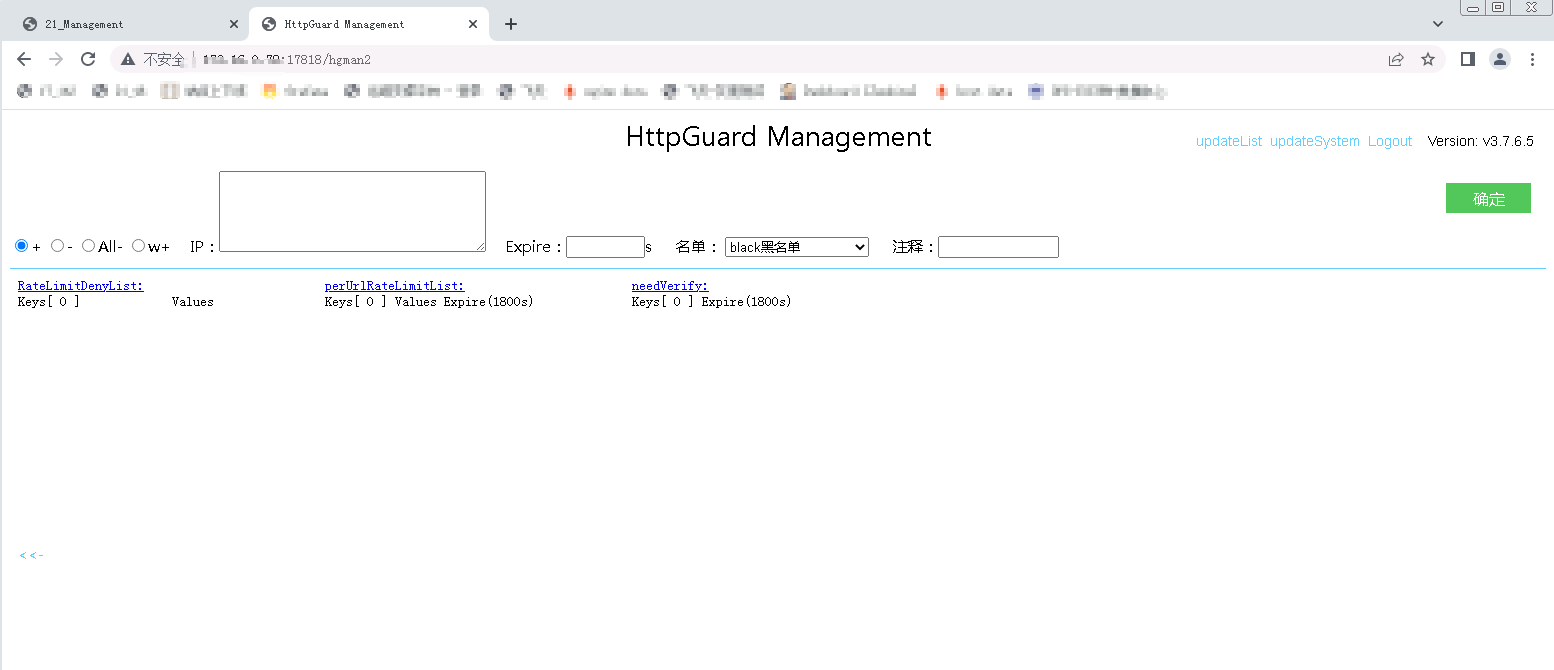 21_Management HttpGuard Management
不安全 :17818/hgman2
HttpGuard Management
updateList updateSystem Logout Version: v3.7.6.5
确定
+ - All- w+ IP： Expire：s 名单： black黑名单 注释：
RateLimitDenyList: perUrlRateLimitList: needVerify:
Keys[ 0 ] Values Keys[ 0 ] Values Expire(1800s) Keys[ 0 ] Expire(1800s)
<<-